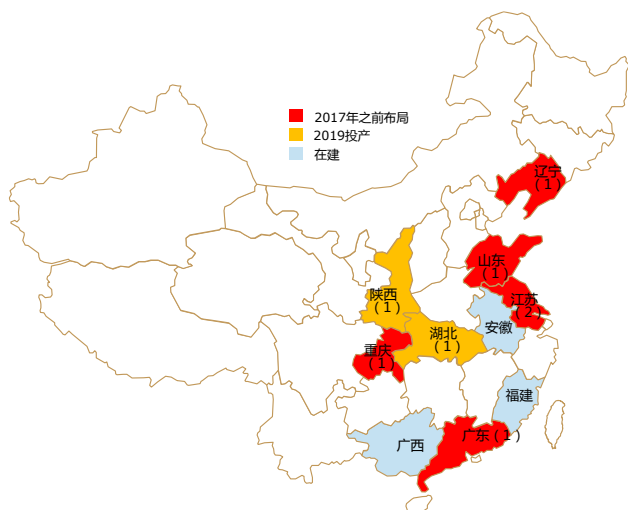 2017年之前布局
2019投产
在建
辽宁
（1）
山东
（1）
陕西
（1）
江苏
（2）
安徽
湖北
（1）
重庆
（1）
福建
广西
广东（1）